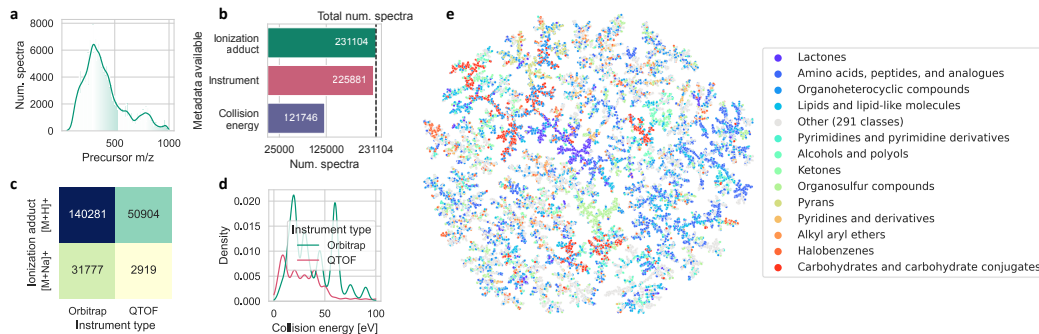 a
8000
6000
4000
2000
0
Num. spectra
500
1000
Precursor m/z
b
Total num. spectra
Metadata available
Ionization
adduct
231104
Instrument
225881
Collision
energy
121746
25000
125000
231104
Num. spectra
c
Ionization adduct
[M+Na]+ [M+H]+
140281
50904
31777
2919
Orbitrap
QTOF
Instrument type
d
0.020
0.015
0.010
0.005
0.000
Density
Instrument type
Orbitrap
QTOF
0
50
100
Collision energy [eV]
e
Lactones
Amino acids, peptides, and analogues
Organoheterocyclic compounds
Lipids and lipid-like molecules
Other (291 classes)
Pyrimidines and pyrimidine derivatives
Alcohols and polyols
Ketones
Organosulfur compounds
Pyrans
Pyridines and derivatives
Alkyl aryl ethers
Halobenzenes
Carbohydrates and carbohydrate conjugates